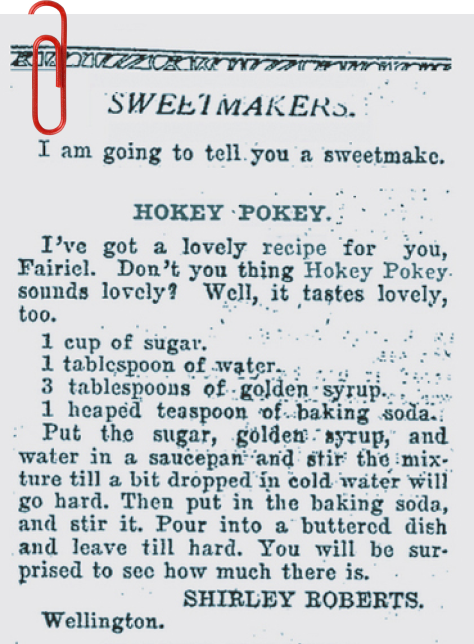 SWEETMAKERS.
I am going to tell you a sweetmake.
HOKEY POKEY.
I've got a lovely recipe for you,
Fairiel. Don't you thing Hokey Pokey
sounds lovely? Well, it tastes lovely,
too.
1 cup of sugar.
1 tablespoon of water.
3 tablespoons of golden syrup.
1 heaped teaspoon of baking soda.
Put the sugar, golden syrup, and
water in a saucepan and stir the mix-
ture till a bit dropped in cold water will
go hard. Then put in the baking soda,
and stir it. Pour into a buttered dish
and leave till hard. You will be sur-
prised to see how much there is.
SHIRLEY ROBERTS.
Wellington.